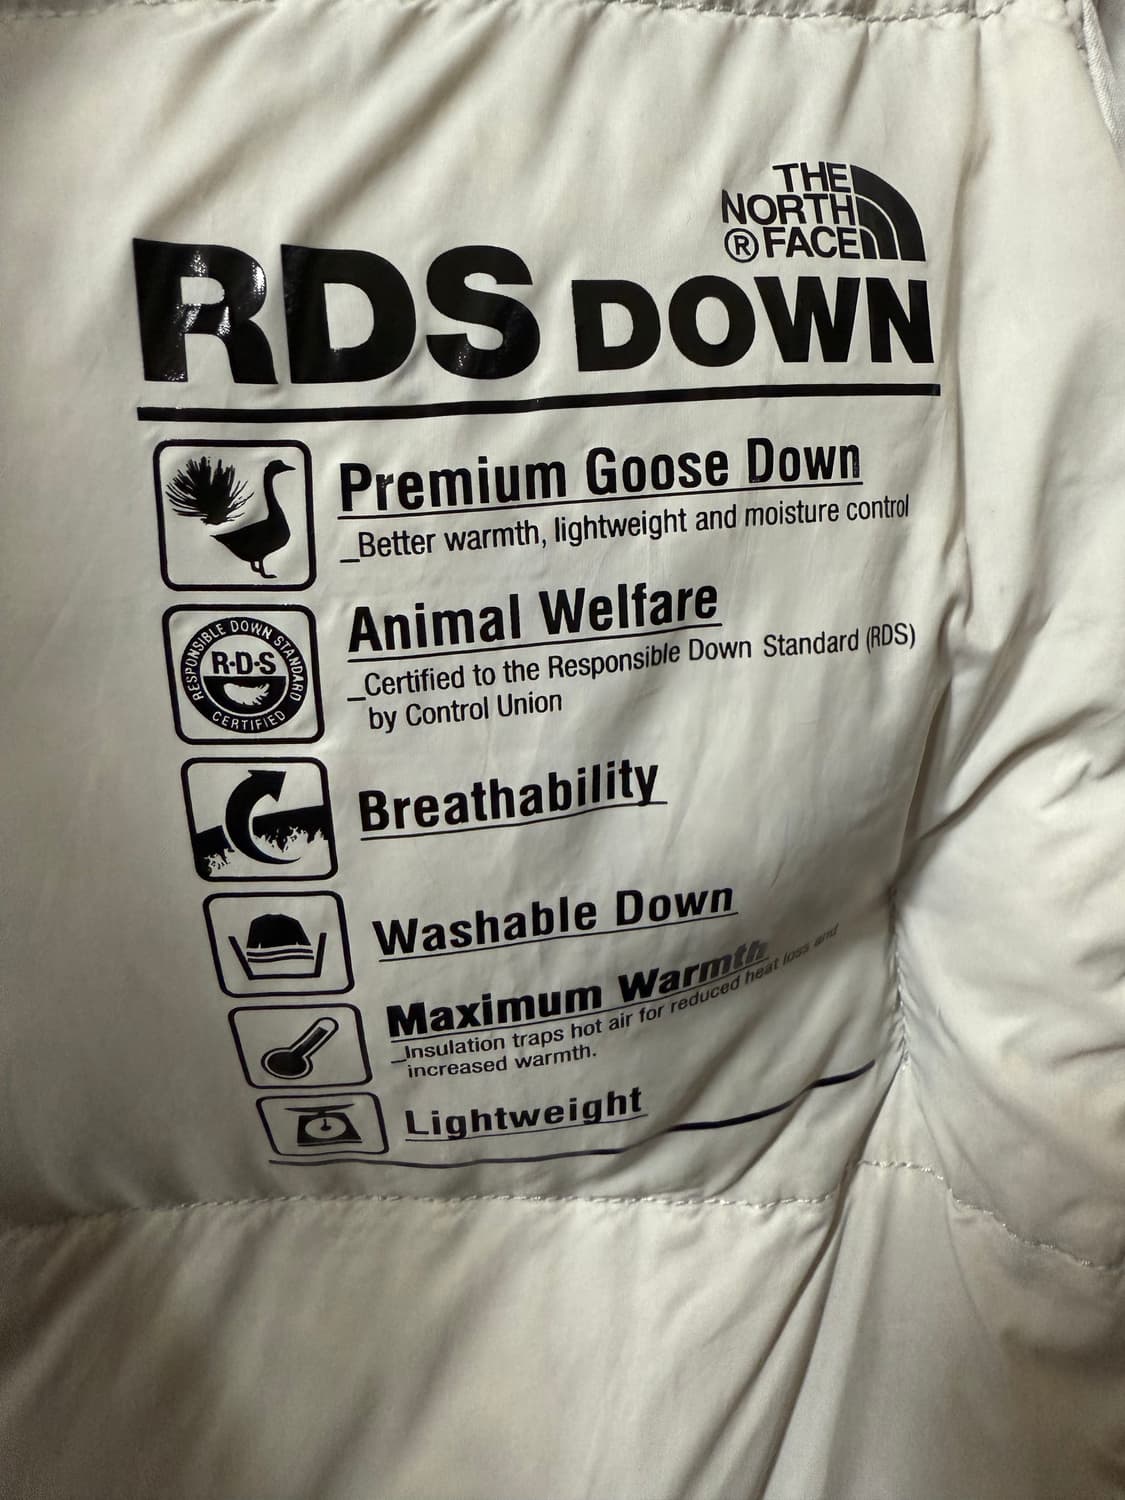 THE
NORTH
® FACE
RDS DOWN
Premium Goose Down
_Better warmth, lightweight and moisture control
RESPONSIBLE DOWN STANDARD
R·D·S
CERTIFIED
Animal Welfare
_Certified to the Responsible Down Standard (RDS)
by Control Union
Breathability
Washable Down
Maximum Warmth
_Insulation traps hot air for reduced heat loss and
increased warmth.
Lightweight